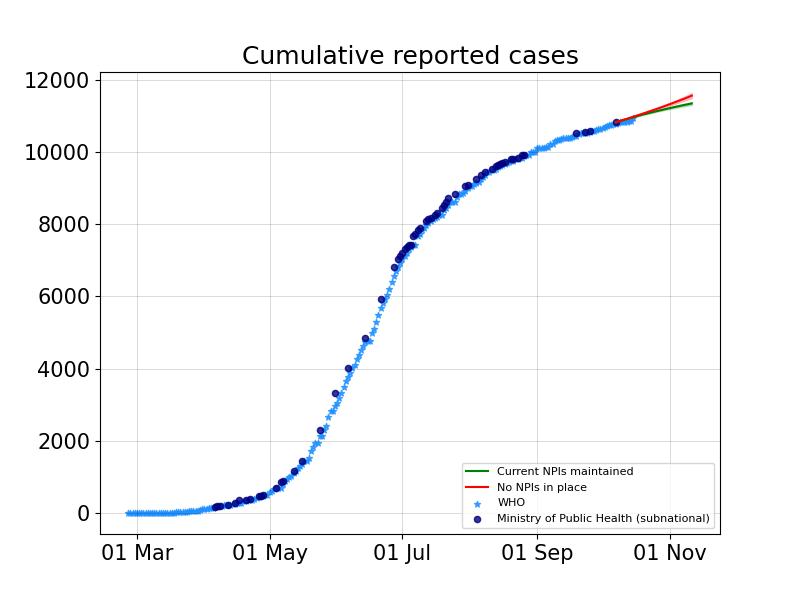 Cumulative reported cases
12000
10000
8000
6000
4000
2000
0
01 Mar
01 May
01 Jul
01 Sep
01 Nov
Current NPIs maintained
No NPIs in place
WHO
Ministry of Public Health (subnational)